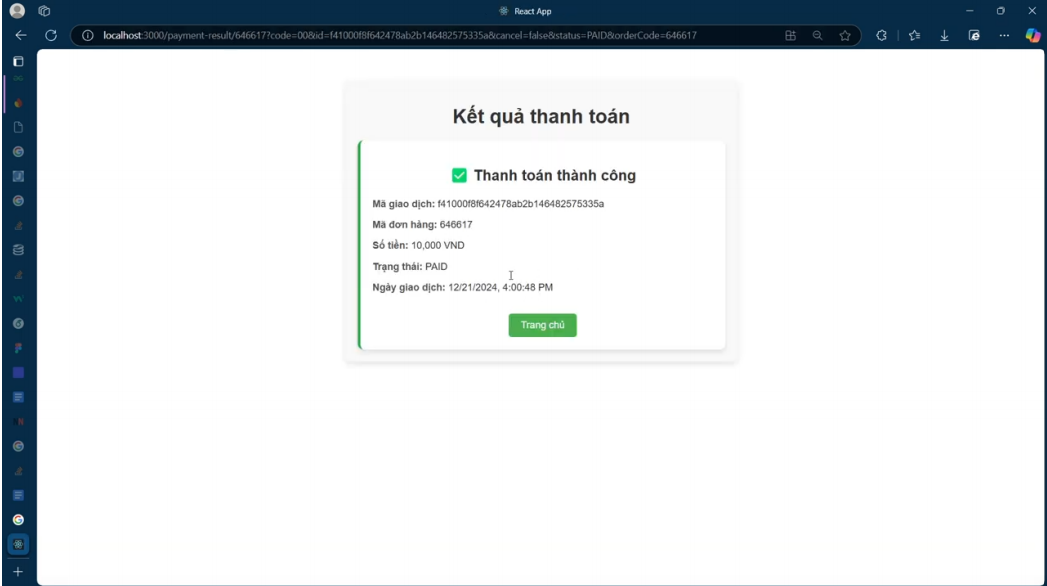 React App
localhost:3000/payment-result/646617?code=00&id=f41000f8f642478ab2b146482575335a&cancel=false&status=PAID&orderCode=646617
Kết quả thanh toán
Thanh toán thành công
Mã giao dịch: f41000f8f642478ab2b146482575335a
Mã đơn hàng: 646617
Số tiền: 10,000 VND
Trạng thái: PAID
Ngày giao dịch: 12/21/2024, 4:00:48 PM
Trang chủ